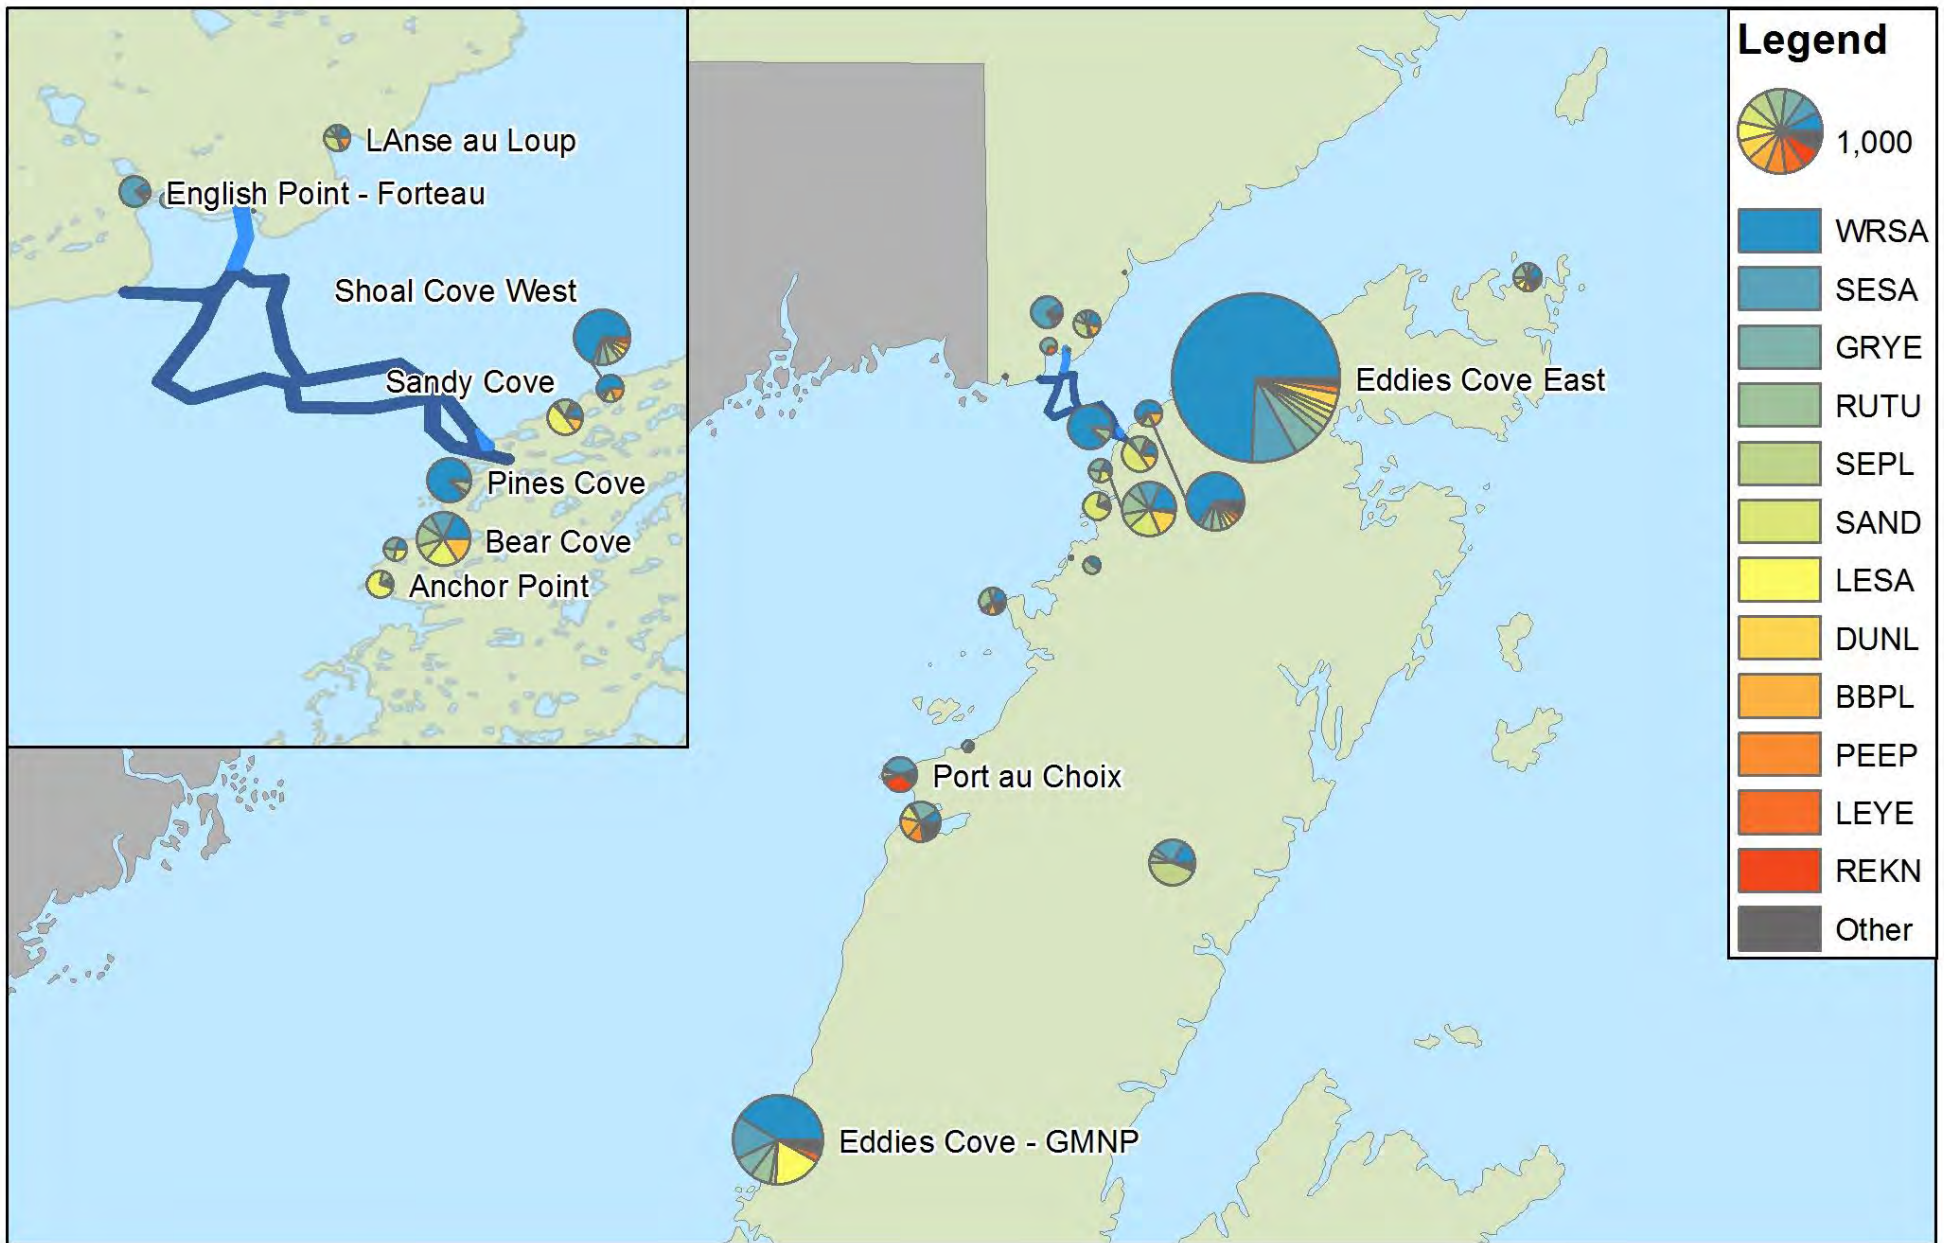 LAnse au Loup
English Point - Forteau
Shoal Cove West
Sandy Cove
Pines Cove
Bear Cove
Anchor Point
Eddies Cove East
Port au Choix
Eddies Cove - GMNP
Legend
1,000
WRSA
SESA
GRYE
RUTU
SEPL
SAND
LESA
DUNL
BBPL
PEEP
LEYE
REKN
Other